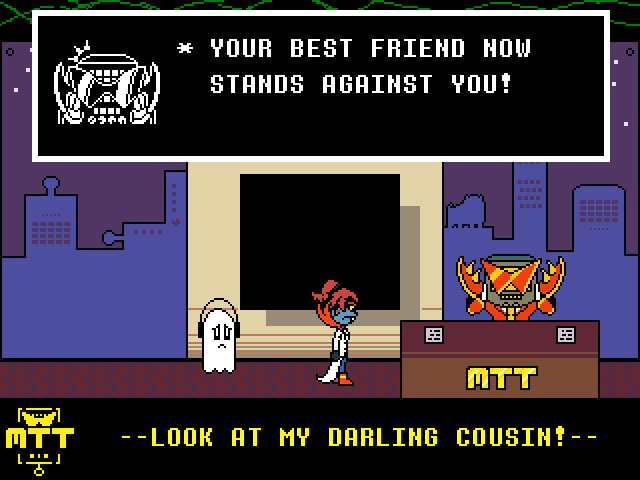 * YOUR BEST FRIEND NOW
STANDS AGAINST YOU!
MTT
MTT
--LOOK AT MY DARLING COUSIN!--